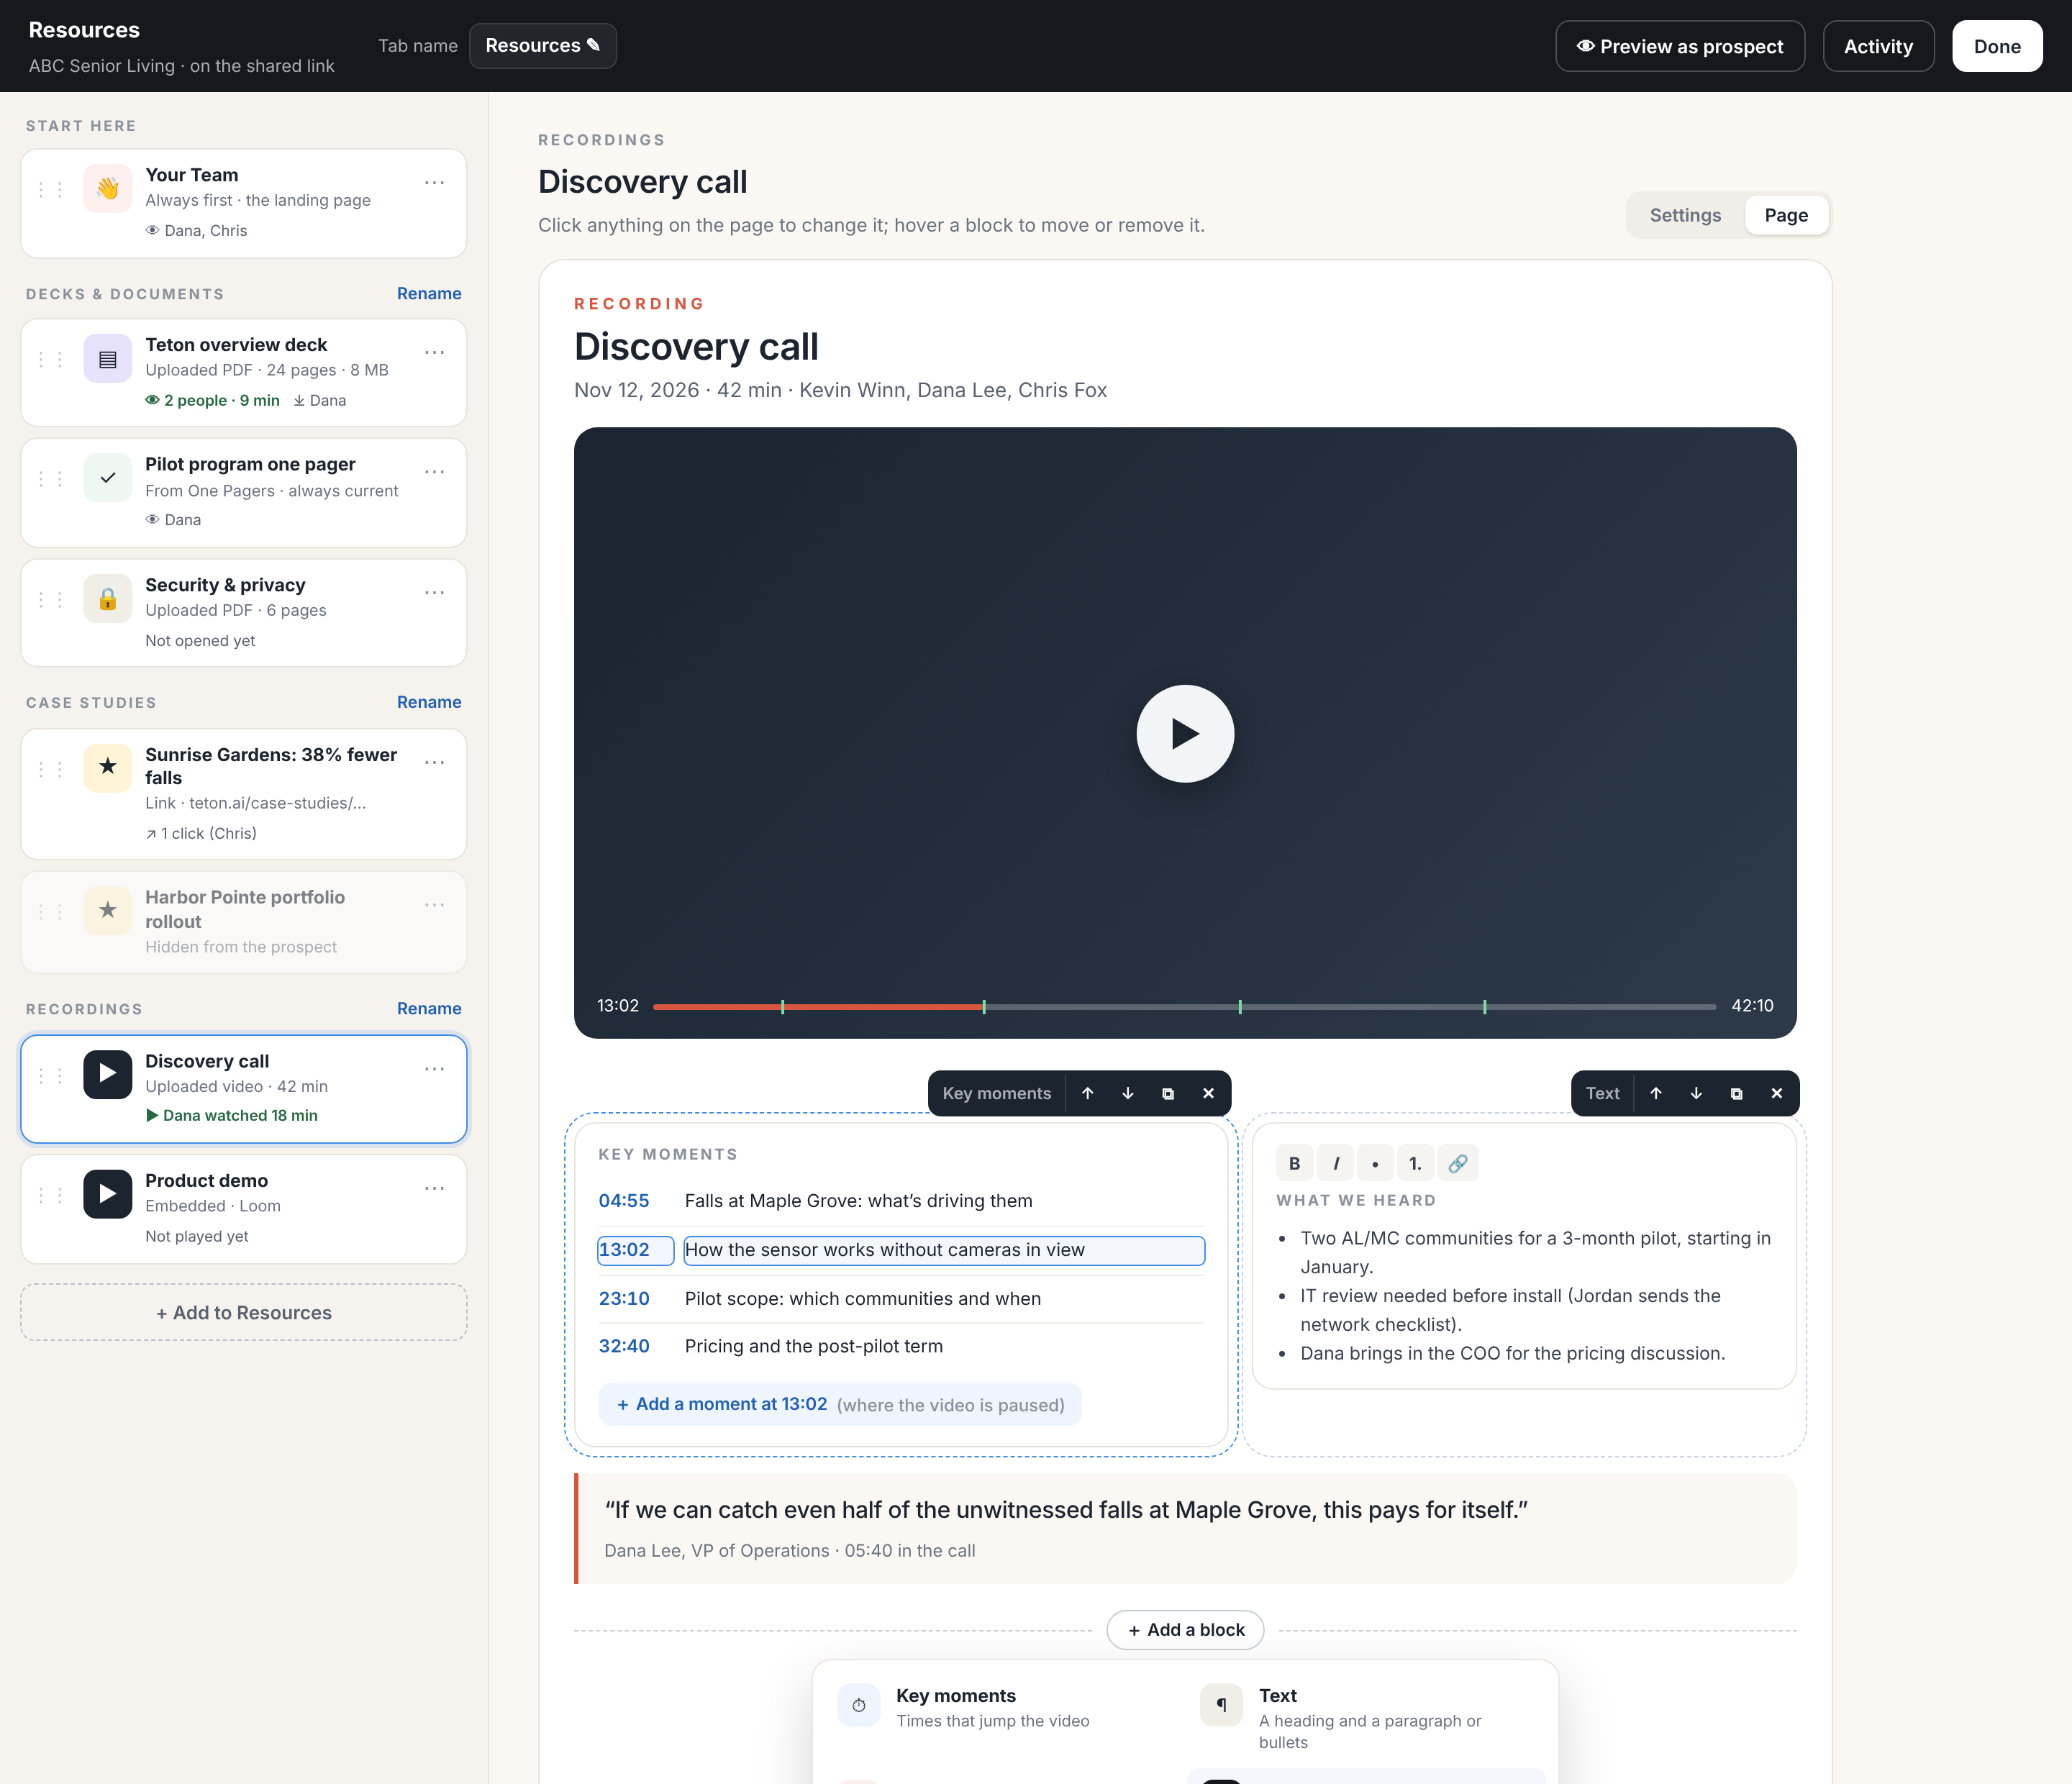 Resources
ABC Senior Living · on the shared link
Tab name
Resources ✎
👁 Preview as prospect
Activity
Done
START HERE
Your Team
Always first · the landing page
👁 Dana, Chris
DECKS & DOCUMENTS
Rename
Teton overview deck
Uploaded PDF · 24 pages · 8 MB
👁 2 people · 9 min ↓ Dana
Pilot program one pager
From One Pagers · always current
👁 Dana
Security & privacy
Uploaded PDF · 6 pages
Not opened yet
CASE STUDIES
Rename
Sunrise Gardens: 38% fewer
falls
Link · teton.ai/case-studies/...
↗ 1 click (Chris)
Harbor Pointe portfolio
rollout
Hidden from the prospect
RECORDINGS
Rename
Discovery call
Uploaded video · 42 min
▶ Dana watched 18 min
Product demo
Embedded · Loom
Not played yet
+ Add to Resources
RECORDINGS
Discovery call
Click anything on the page to change it; hover a block to move or remove it.
Settings
Page
RECORDING
Discovery call
Nov 12, 2026 · 42 min · Kevin Winn, Dana Lee, Chris Fox
13:02
42:10
Key moments ↑ ↓ ⧉ ✕
KEY MOMENTS
04:55 Falls at Maple Grove: what’s driving them
13:02 How the sensor works without cameras in view
23:10 Pilot scope: which communities and when
32:40 Pricing and the post-pilot term
+ Add a moment at 13:02 (where the video is paused)
Text ↑ ↓ ⧉ ✕
B I • 1. 🔗
WHAT WE HEARD
• Two AL/MC communities for a 3-month pilot, starting in
January.
• IT review needed before install (Jordan sends the
network checklist).
• Dana brings in the COO for the pricing discussion.
“If we can catch even half of the unwitnessed falls at Maple Grove, this pays for itself.”
Dana Lee, VP of Operations · 05:40 in the call
+ Add a block
Key moments
Times that jump the video
¶
Text
A heading and a paragraph or
bullets